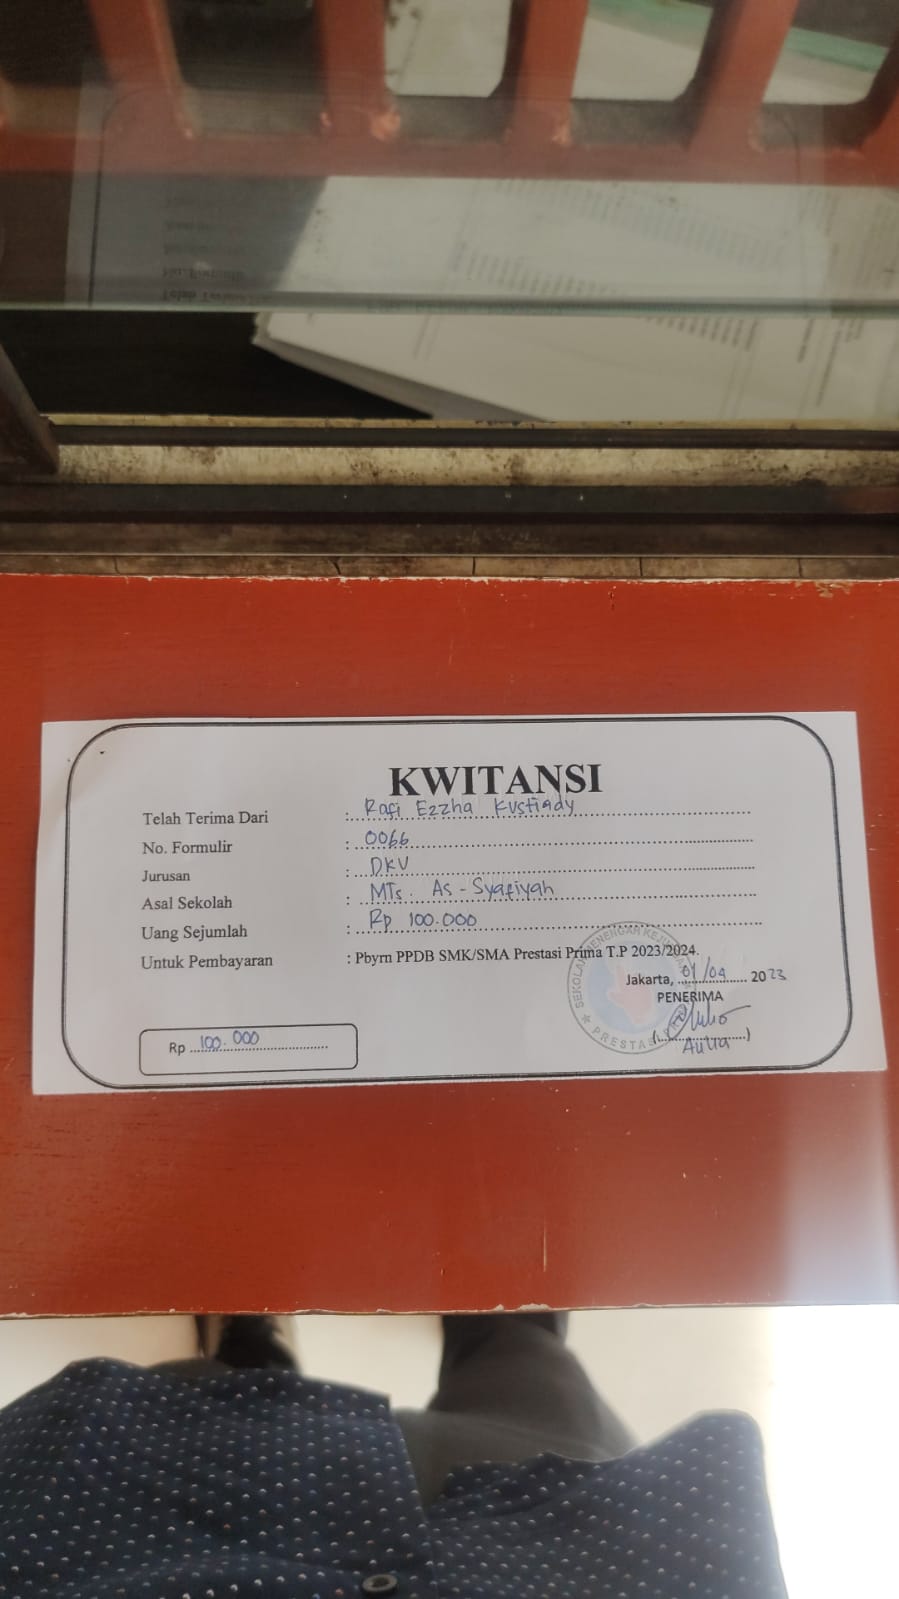 KWITANSI
Telah Terima Dari : Rafi Ezzha Kustiady
No. Formulir : 0066
Jurusan : DKV
Asal Sekolah : MTs. As - Syafiyah
Uang Sejumlah : Rp 100.000
Untuk Pembayaran : Pbyrn PPDB SMK/SMA Prestasi Prima T.P 2023/2024.
Jakarta, 01/04 2023
PENERIMA
Rp 100.000
SEKOLAH MENENGAH KEJURUAN